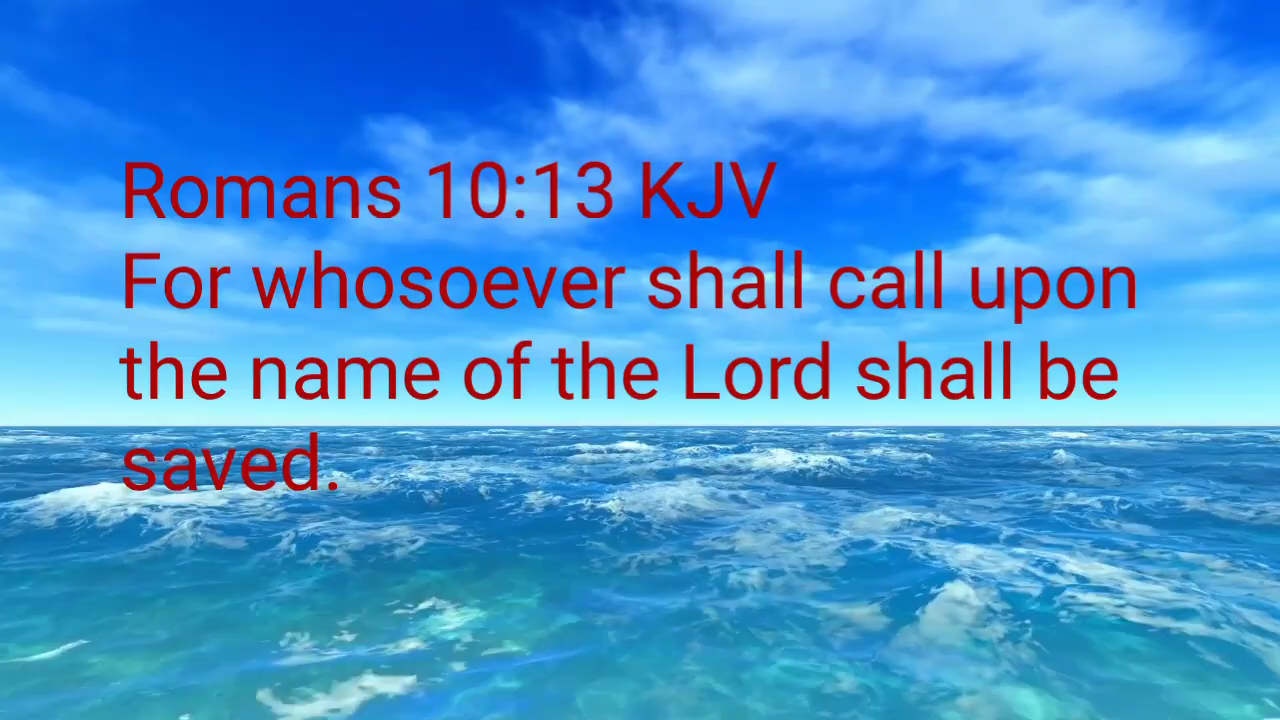 Romans 10:13 KJV
For whosoever shall call upon
the name of the Lord shall be
saved.